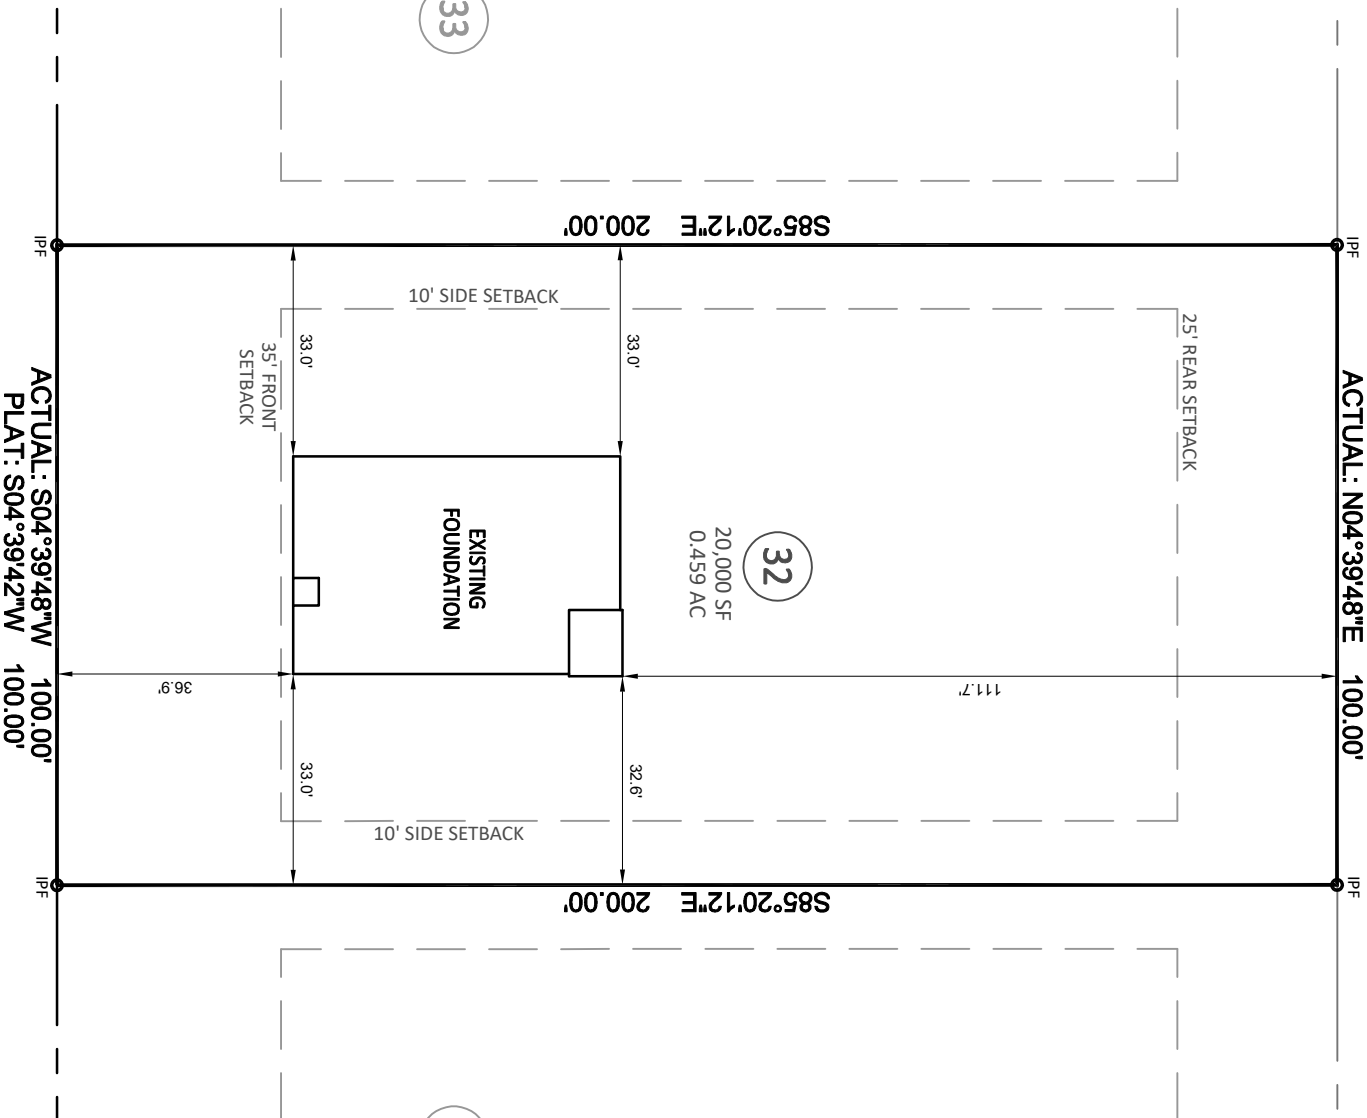 33
S85°20'12"E 200.00'
IPF
IPF
10' SIDE SETBACK
33.0'
33.0'
35' FRONT
SETBACK
25' REAR SETBACK
ACTUAL: N04°39'48"E 100.00'
ACTUAL: S04°39'48"W 100.00'
PLAT: S04°39'42"W 100.00'
EXISTING
FOUNDATION
32
20,000 SF
0.459 AC
36.9'
111.7'
33.0'
32.6'
10' SIDE SETBACK
IPF
IPF
S85°20'12"E 200.00'